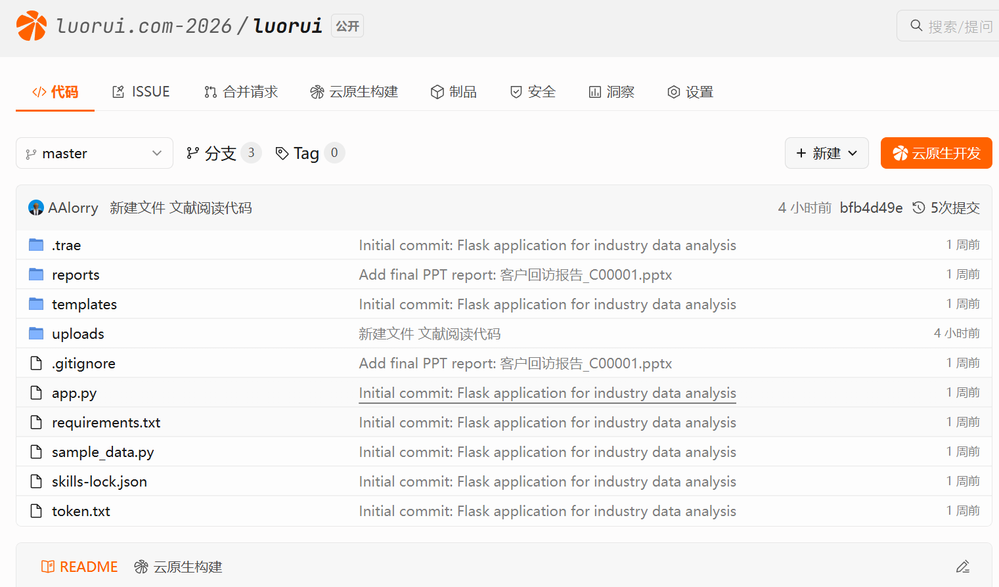 luorui.com-2026 / luorui 公开
搜索/提问
代码 ISSUE 合并请求 云原生构建 制品 安全 洞察 设置
master 分支 3 Tag 0 + 新建 云原生开发
AAlorry 新建文件 文献阅读代码 4 小时前 bfb4d49e 5次提交
.trae Initial commit: Flask application for industry data analysis 1 周前
reports Add final PPT report: 客户回访报告_C00001.pptx 1 周前
templates Initial commit: Flask application for industry data analysis 1 周前
uploads 新建文件 文献阅读代码 4 小时前
.gitignore Add final PPT report: 客户回访报告_C00001.pptx 1 周前
app.py Initial commit: Flask application for industry data analysis 1 周前
requirements.txt Initial commit: Flask application for industry data analysis 1 周前
sample_data.py Initial commit: Flask application for industry data analysis 1 周前
skills-lock.json Initial commit: Flask application for industry data analysis 1 周前
token.txt Initial commit: Flask application for industry data analysis 1 周前
README 云原生构建